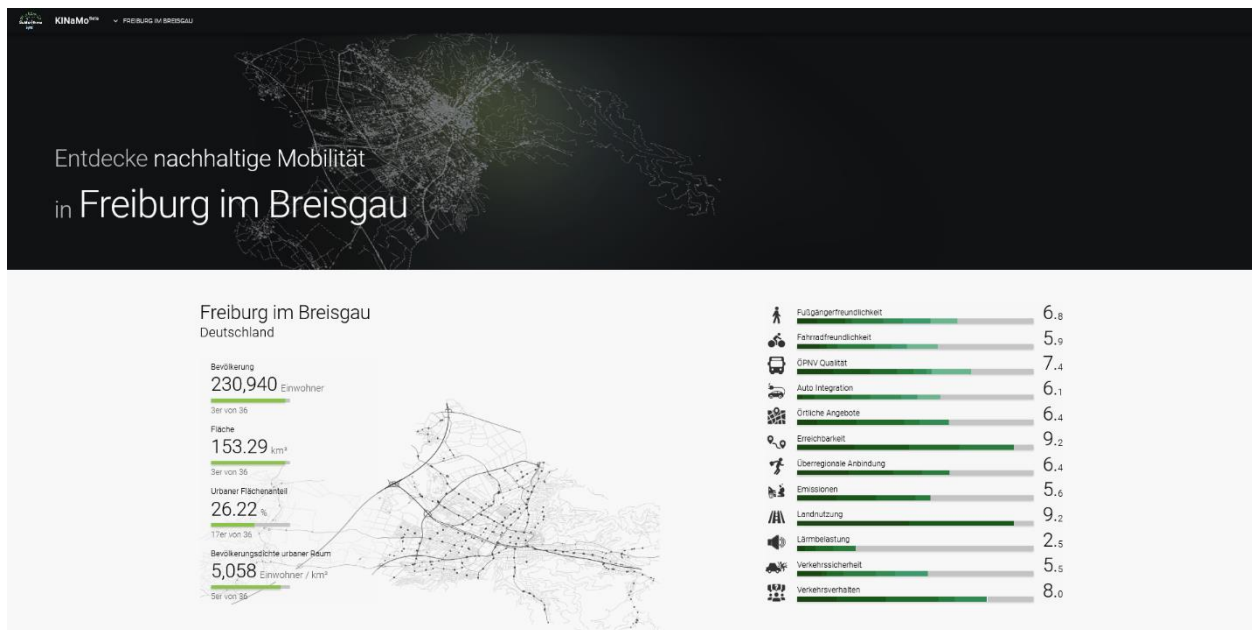 KINaMo Beta
FREIBURG IM BREISGAU
Entdecke nachhaltige Mobilität
in Freiburg im Breisgau
Freiburg im Breisgau
Deutschland
Bevölkerung
230,940 Einwohner
3er von 36
Fläche
153.29 km²
3er von 36
Urbaner Flächenanteil
26.22 %
17er von 36
Bevölkerungsdichte urbaner Raum
5,058 Einwohner / km²
5er von 36
Fußgängerfreundlichkeit 6.8
Fahrradfreundlichkeit 5.9
ÖPNV Qualität 7.4
Auto Integration 6.1
Örtliche Angebote 6.4
Erreichbarkeit 9.2
Überregionale Anbindung 6.4
Emissionen 5.6
Landnutzung 9.2
Lärmbelastung 2.5
Verkehrssicherheit 5.5
Verkehrsverhalten 8.0